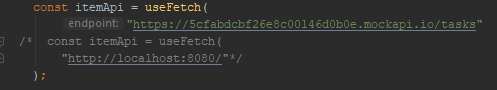 const itemApi = useFetch(
endpoint: "https://5cfabdcbf26e8c00146d0b0e.mockapi.io/tasks"
/* const itemApi = useFetch(
"http://localhost:8080/"*/
);